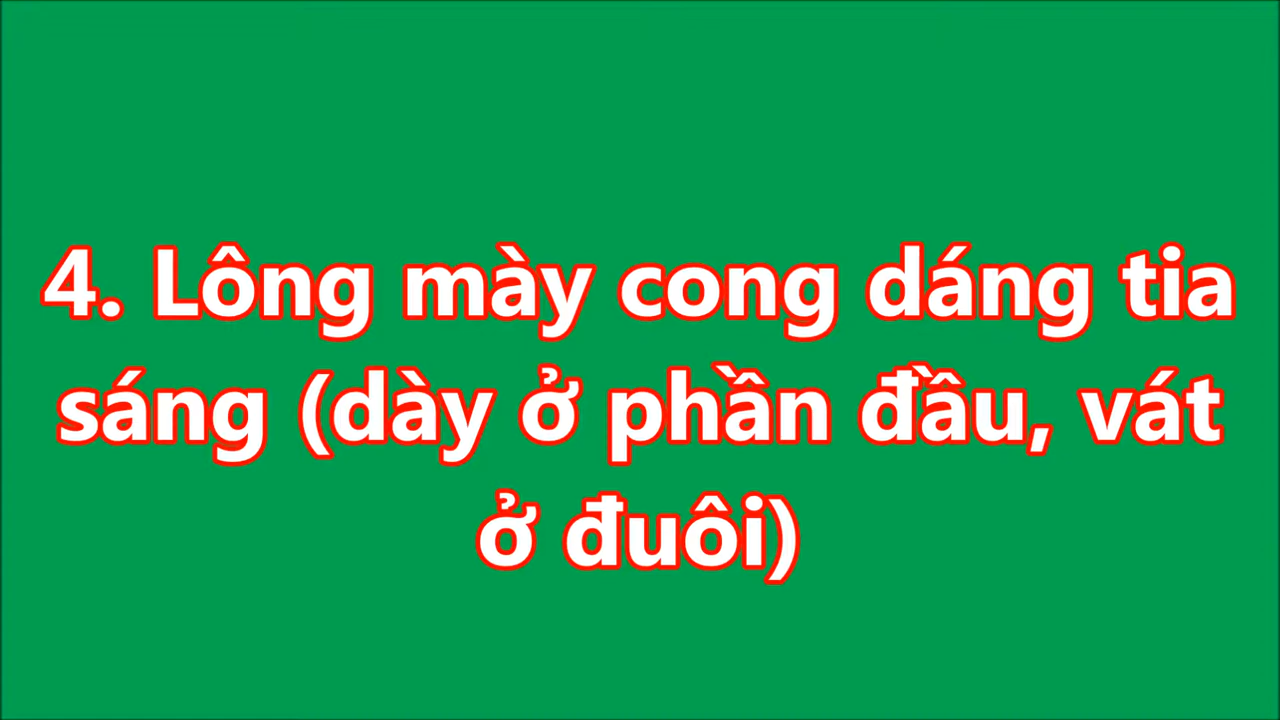 4. Lông mày cong dáng tia
sáng (dày ở phần đầu, vát
ở đuôi)